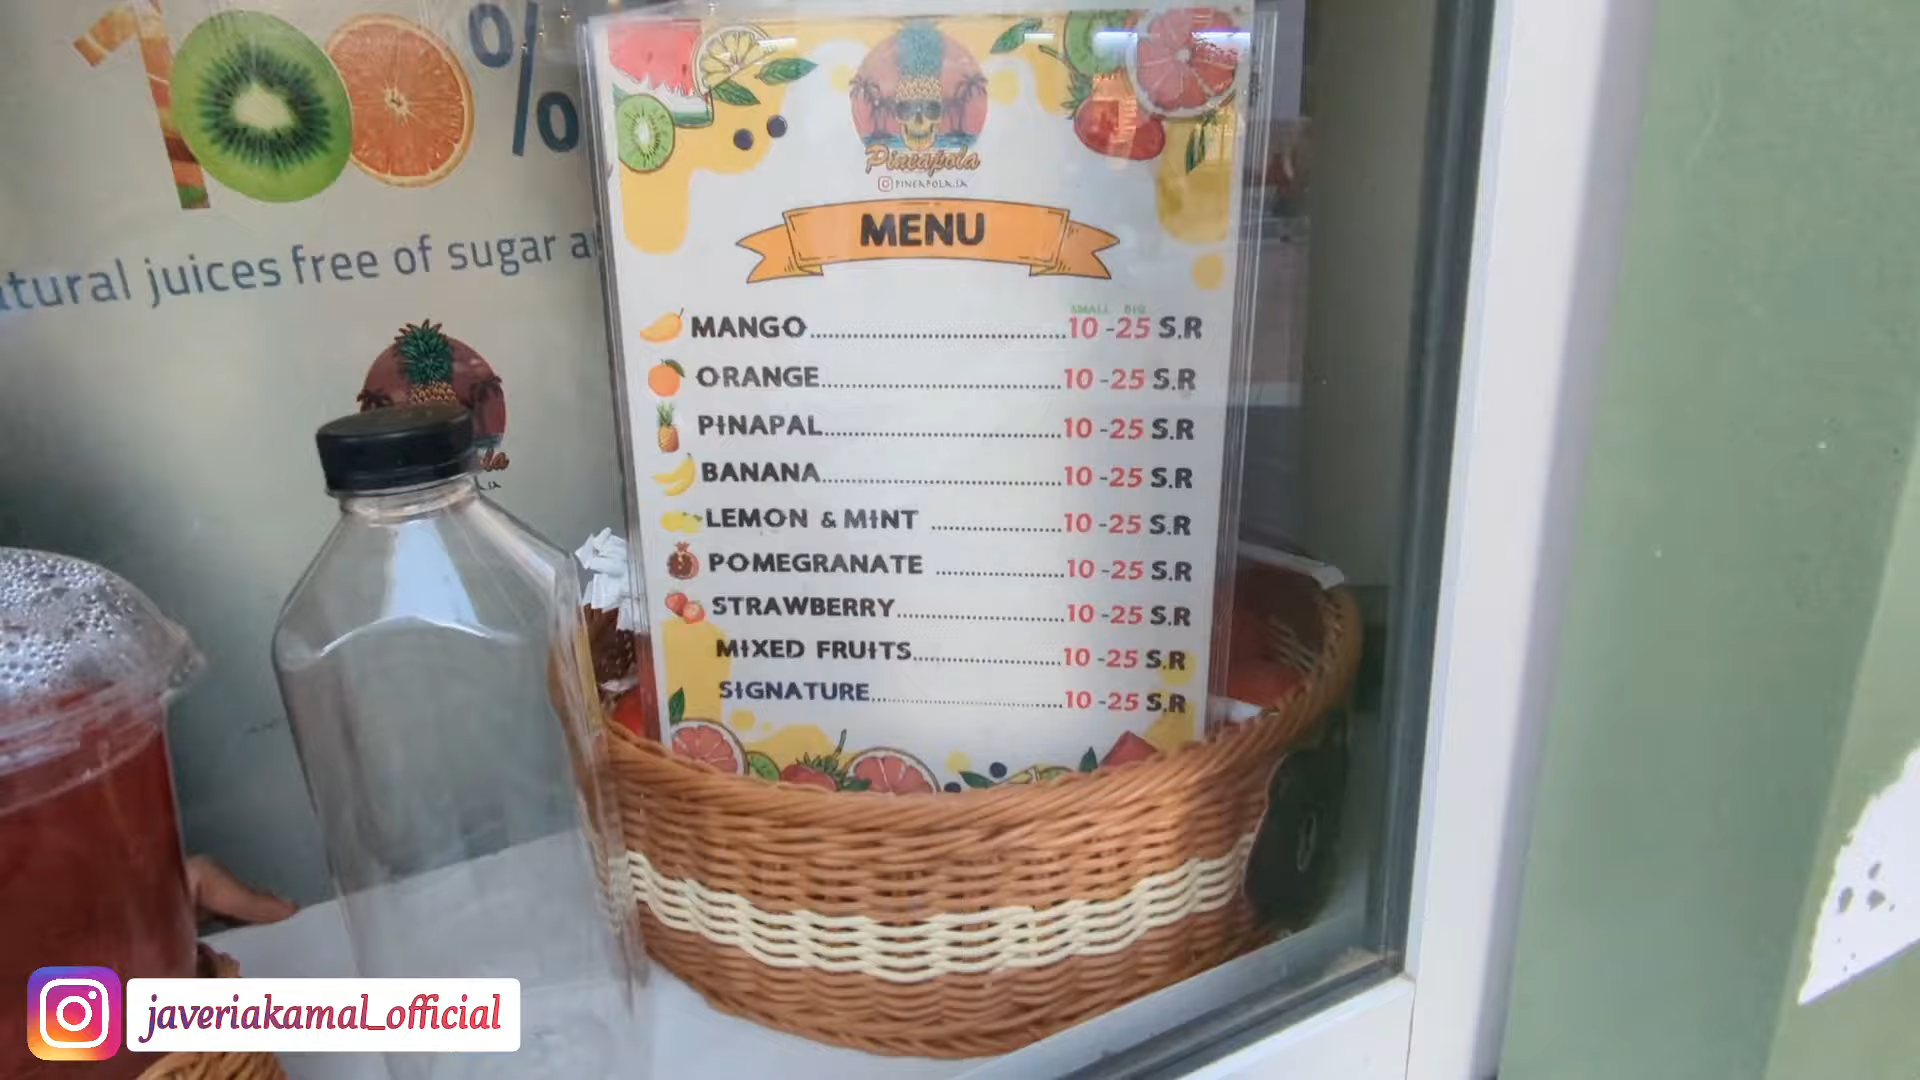 100%
atural juices free of sugar a
Pineapola
PINEAPOLA.SA
MENU
SMALL BIG
MANGO 10 -25 S.R
ORANGE 10 -25 S.R
PINAPAL 10 -25 S.R
BANANA 10 -25 S.R
LEMON & MINT 10 -25 S.R
POMEGRANATE 10 -25 S.R
STRAWBERRY 10 -25 S.R
MIXED FRUITS 10 -25 S.R
SIGNATURE 10 -25 S.R
javeriakamal_official